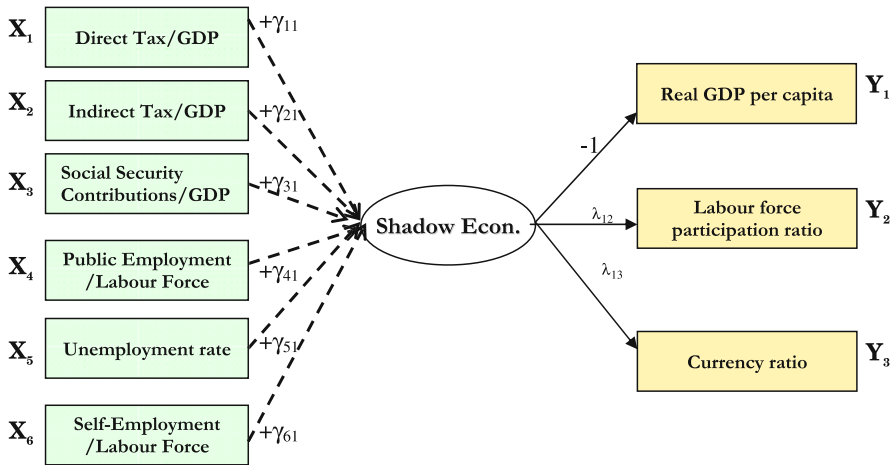 X₁
Direct Tax/GDP
+γ₁₁
X₂
Indirect Tax/GDP
+γ₂₁
X₃
Social Security
Contributions/GDP
+γ₃₁
X₄
Public Employment
/Labour Force
+γ₄₁
X₅
Unemployment rate
+γ₅₁
X₆
Self-Employment
/Labour Force
+γ₆₁
Shadow Econ.
-1
λ₁₂
λ₁₃
Real GDP per capita
Y₁
Labour force
participation ratio
Y₂
Currency ratio
Y₃